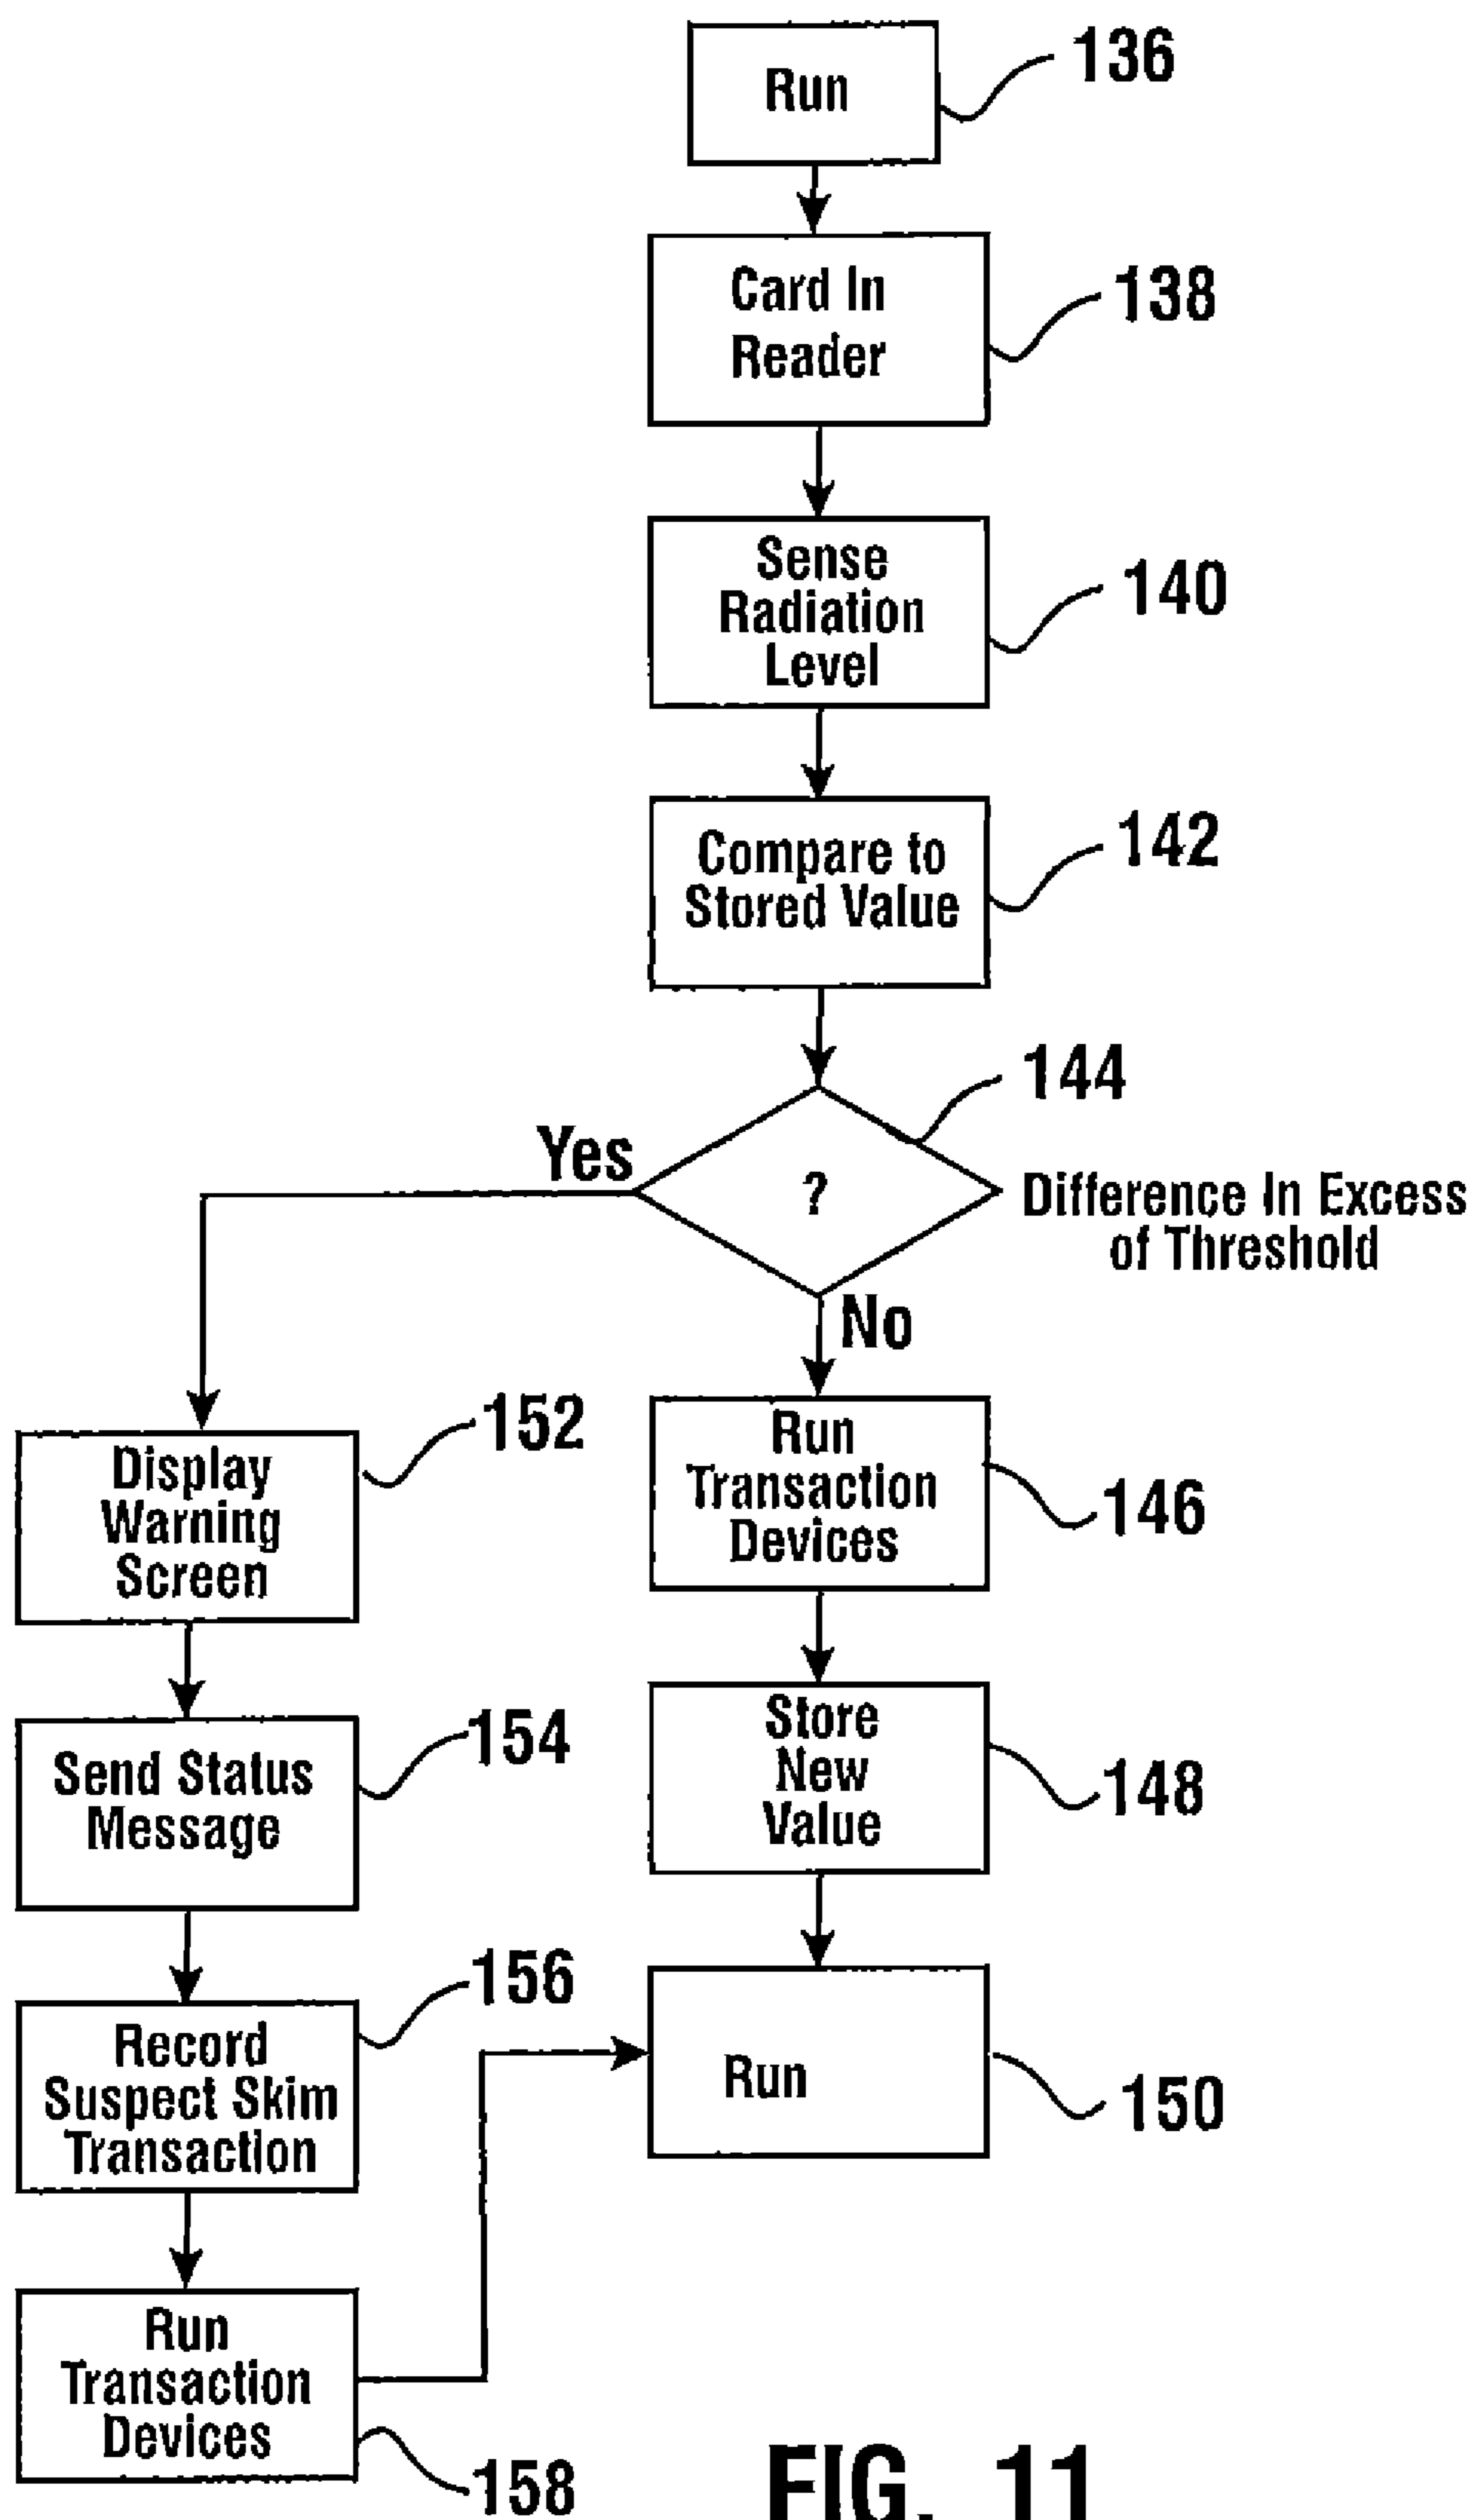 Run
136
Card In
Reader
138
Sense
Radiation
Level
140
Compare to
Stored Value
142
144
Yes
?
Difference In Excess
of Threshold
No
Display
Warning
Screen
152
Run
Transaction
Devices
146
Send Status
Message
154
Store
New
Value
148
Record
Suspect Skim
Transaction
156
Run
150
Run
Transaction
Devices
158
FIG. 11